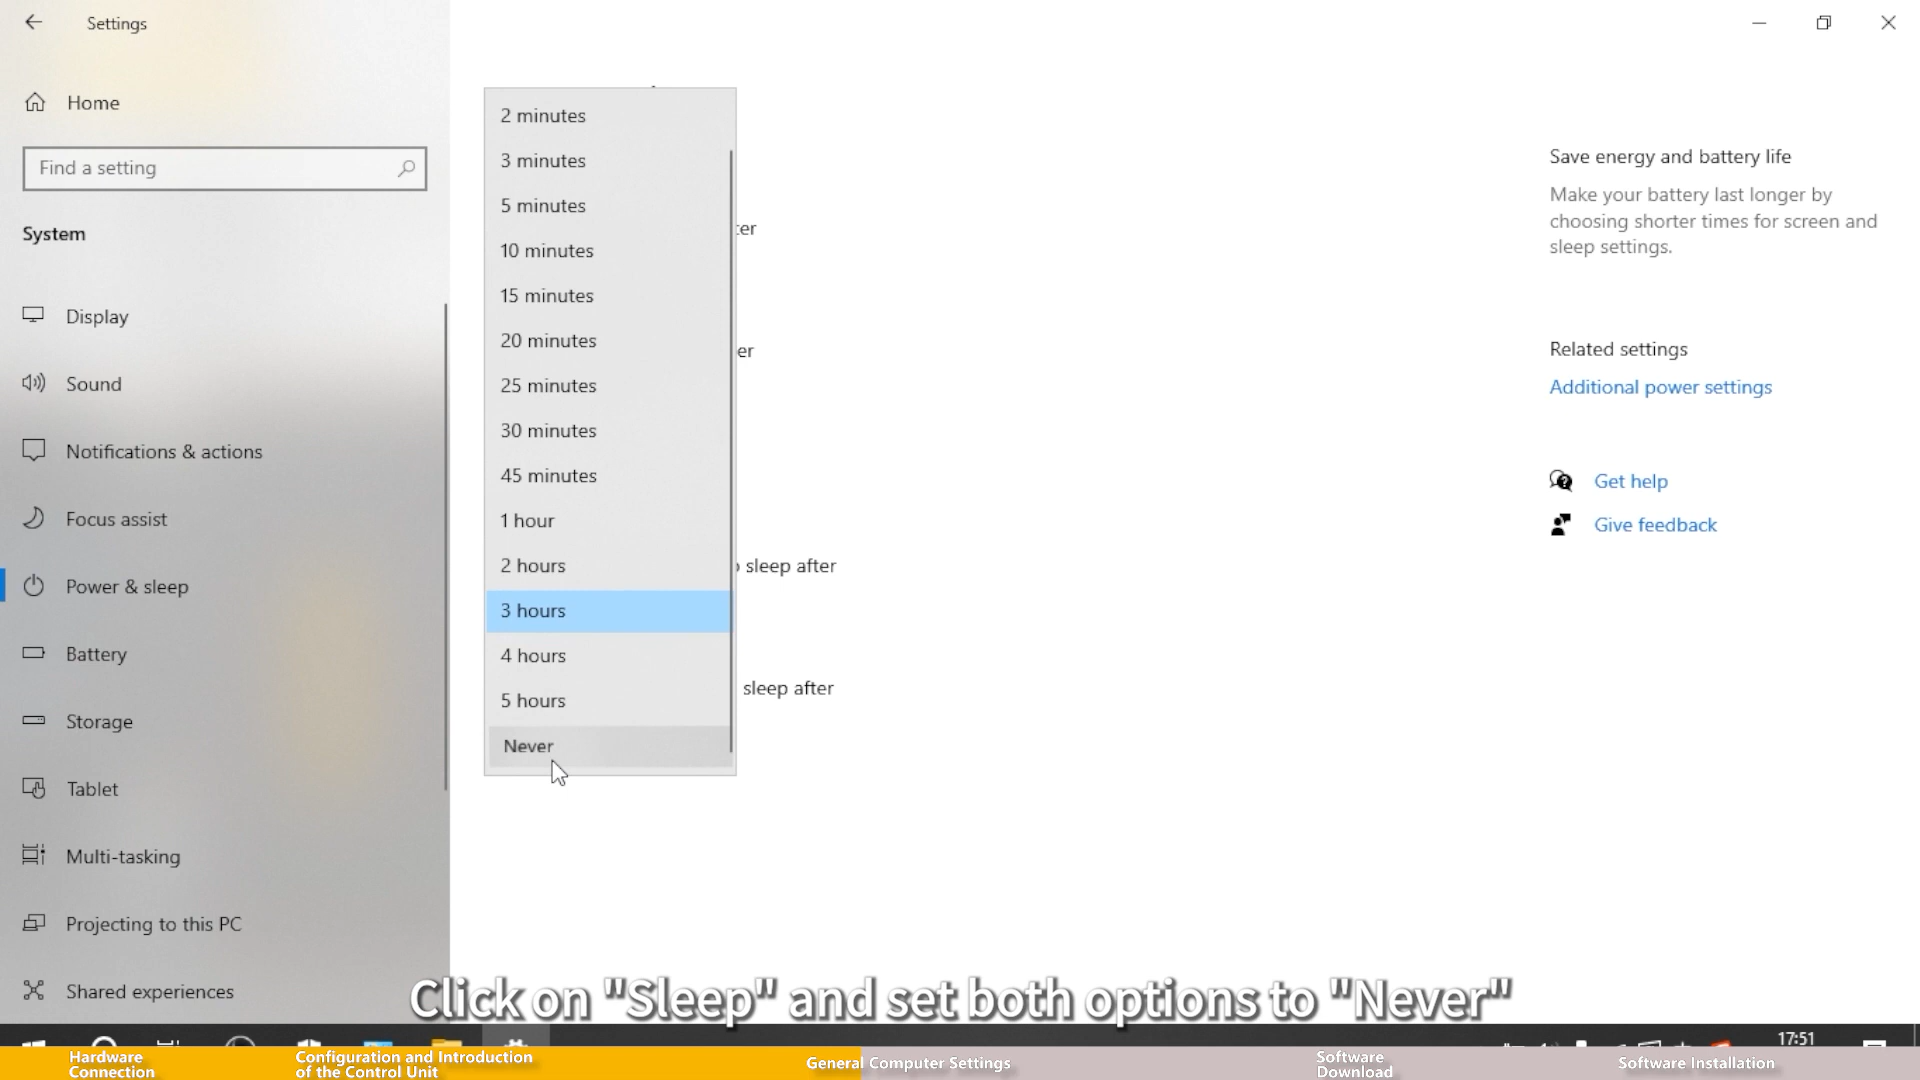 Settings
Home
Find a setting
System
Display
Sound
Notifications & actions
Focus assist
Power & sleep
Battery
Storage
Tablet
Multi-tasking
Projecting to this PC
Shared experiences
2 minutes
3 minutes
5 minutes
10 minutes
15 minutes
20 minutes
25 minutes
30 minutes
45 minutes
1 hour
2 hours
3 hours
4 hours
5 hours
Never
er
sleep after
sleep after
Save energy and battery life
Make your battery last longer by
choosing shorter times for screen and
sleep settings.
Related settings
Additional power settings
Get help
Give feedback
Click on "Sleep" and set both options to "Never"
17:51
Hardware
Connection
Configuration and Introduction
of the Control Unit
General Computer Settings
Software
Download
Software Installation